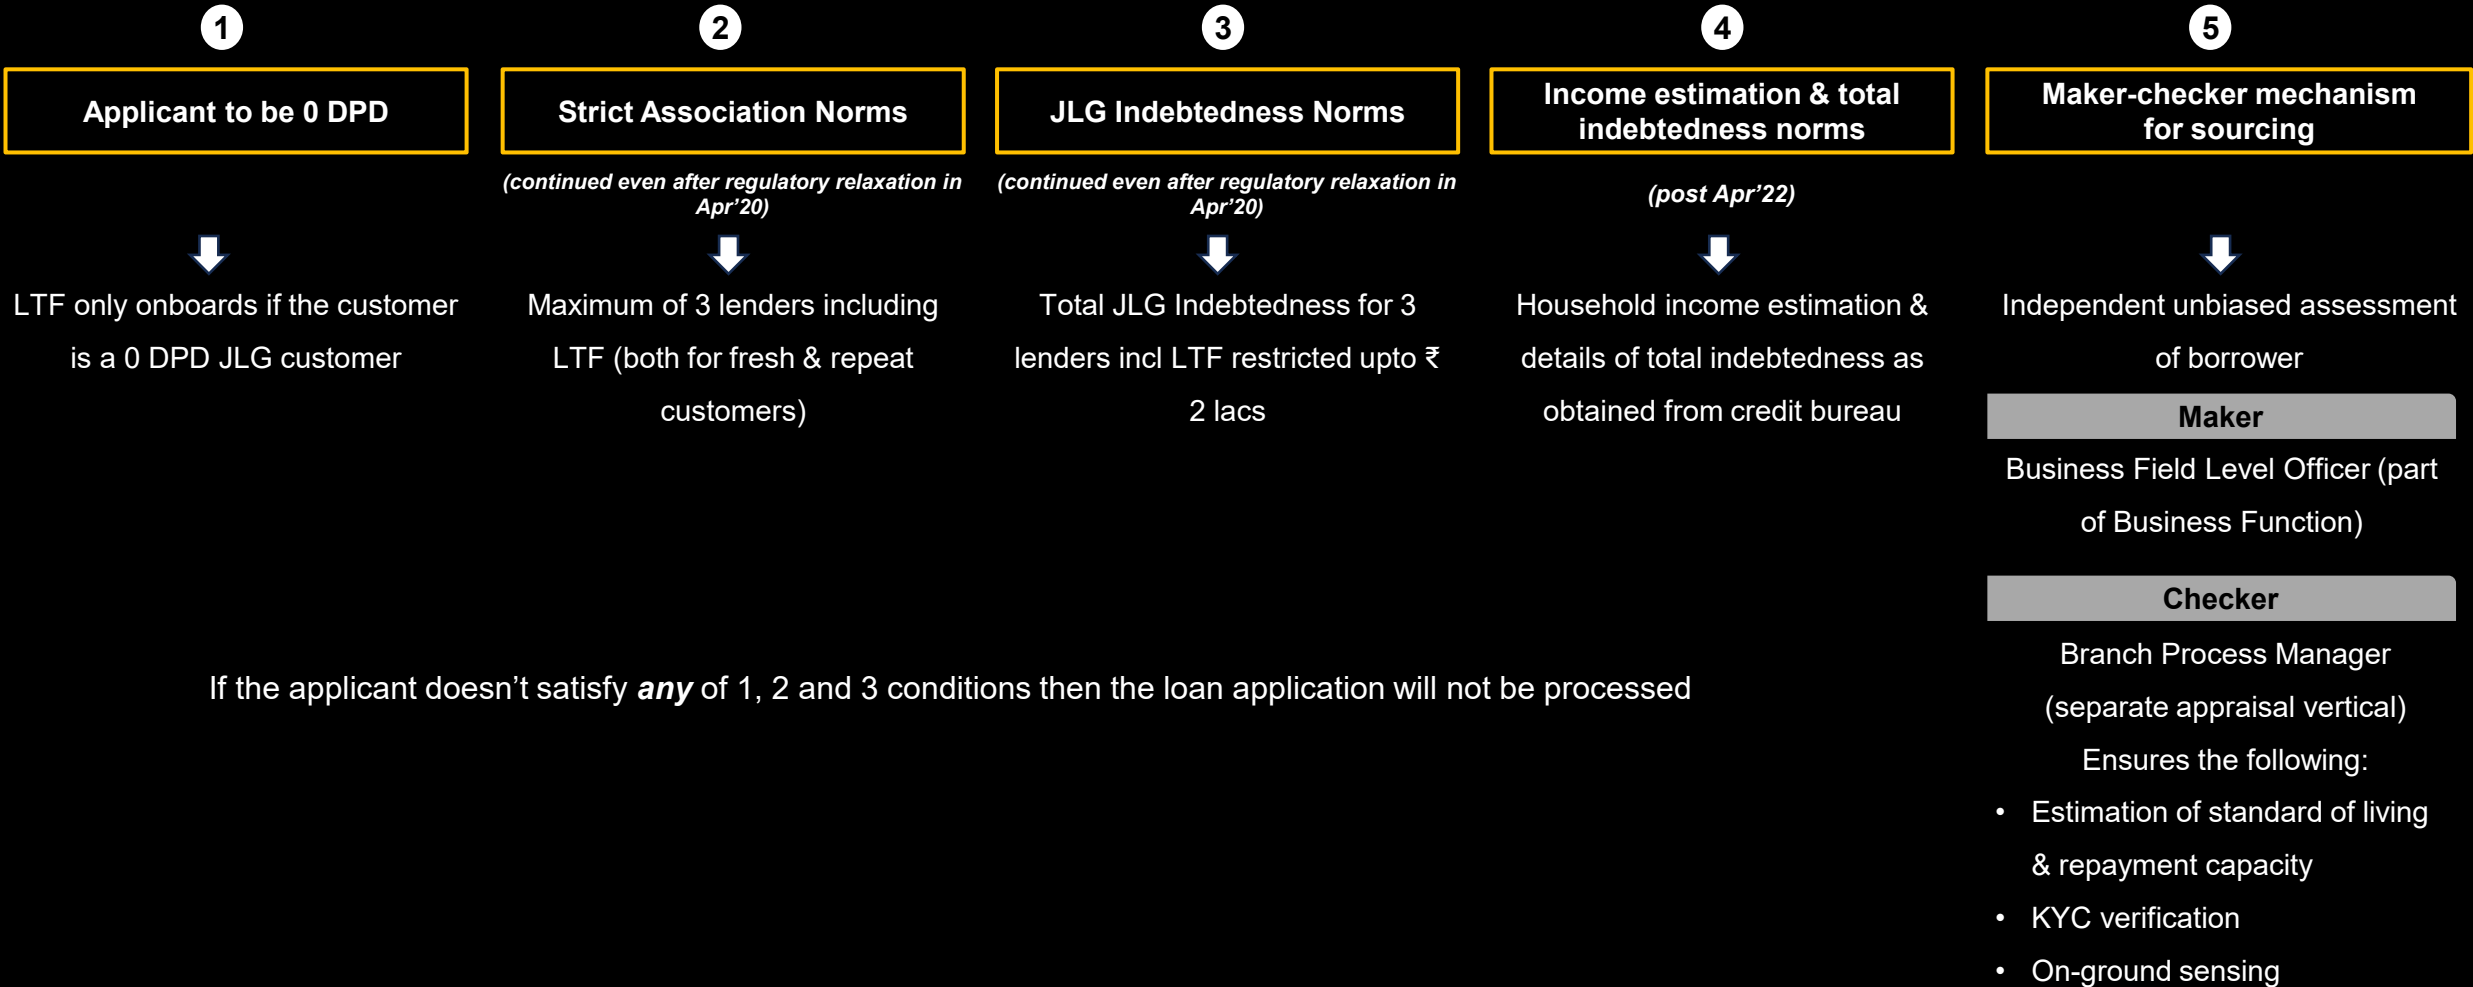 1
Applicant to be 0 DPD
LTF only onboards if the customer
is a 0 DPD JLG customer
2
Strict Association Norms
(continued even after regulatory relaxation in
Apr’20)
Maximum of 3 lenders including
LTF (both for fresh & repeat
customers)
3
JLG Indebtedness Norms
(continued even after regulatory relaxation in
Apr’20)
Total JLG Indebtedness for 3
lenders incl LTF restricted upto ₹
2 lacs
4
Income estimation & total
indebtedness norms
(post Apr’22)
Household income estimation &
details of total indebtedness as
obtained from credit bureau
5
Maker-checker mechanism
for sourcing
Independent unbiased assessment
of borrower
Maker
Business Field Level Officer (part
of Business Function)
Checker
Branch Process Manager
(separate appraisal vertical)
Ensures the following:
• Estimation of standard of living
& repayment capacity
• KYC verification
• On-ground sensing
If the applicant doesn’t satisfy any of 1, 2 and 3 conditions then the loan application will not be processed